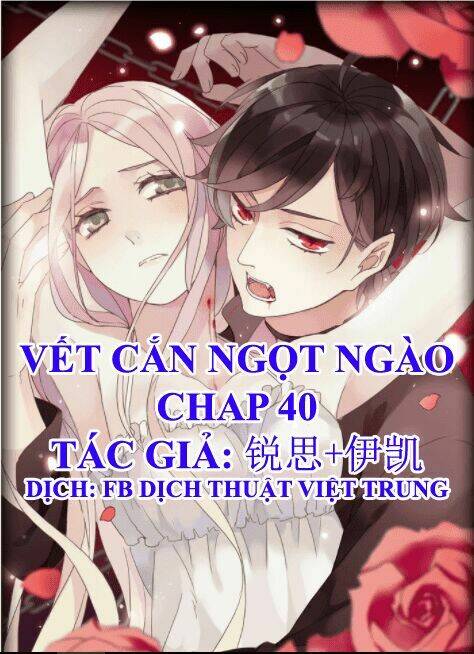 VẾT CẮN NGỌT NGÀO
CHAP 40
TÁC GIẢ: 锐思+伊凯
DỊCH: FB DỊCH THUẬT VIỆT TRUNG